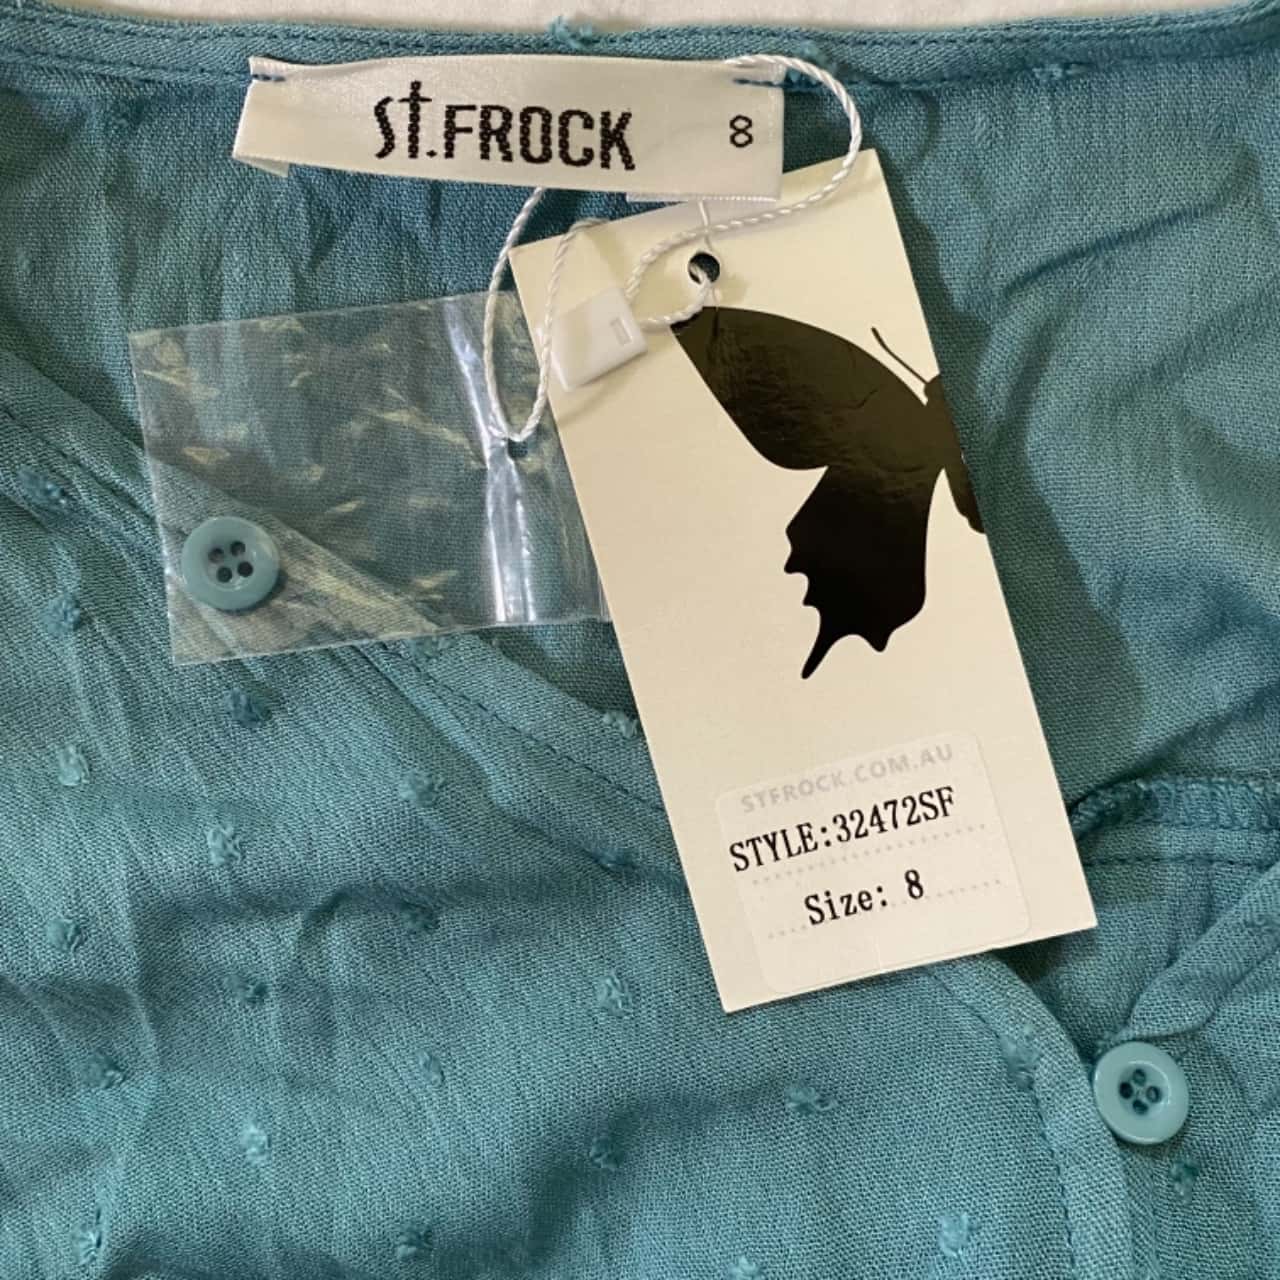 St.FROCK 8
STFROCK.COM.AU
STYLE:32472SF
Size: 8